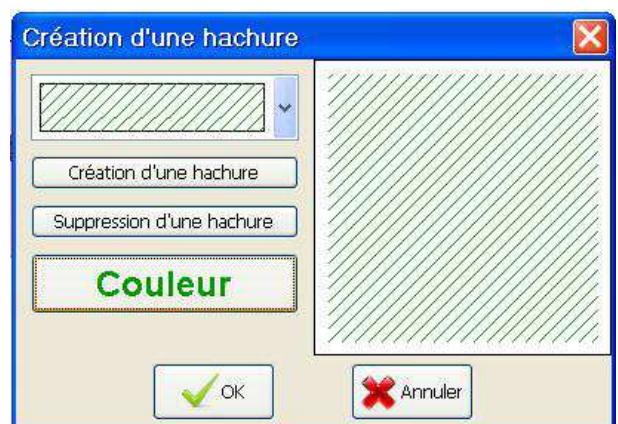 Création d'une hachure
Création d'une hachure
Suppression d'une hachure
Couleur
OK
Annuler